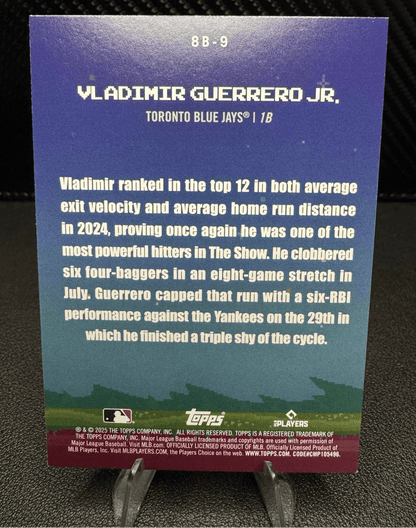 8B-9
VLADIMIR GUERRERO JR.
TORONTO BLUE JAYS® | 1B
Vladimir ranked in the top 12 in both average
exit velocity and average home run distance
in 2024, proving once again he was one of the
most powerful hitters in The Show. He clobbered
six four-baggers in an eight-game stretch in
July. Guerrero capped that run with a six-RBI
performance against the Yankees on the 29th in
which he finished a triple shy of the cycle.
Topps
PLAYERS
® & © 2025 THE TOPPS COMPANY, INC. ALL RIGHTS RESERVED. TOPPS IS A REGISTERED TRADEMARK OF
THE TOPPS COMPANY, INC. Major League Baseball trademarks and copyrights are used with permission of
Major League Baseball. Visit MLB.com. OFFICIALLY LICENSED PRODUCT OF MLB. Officially Licensed Product of
MLB Players, Inc. Visit MLBPLAYERS.com, the Players Choice on the web. WWW.TOPPS.COM. CODE#CMP105496.